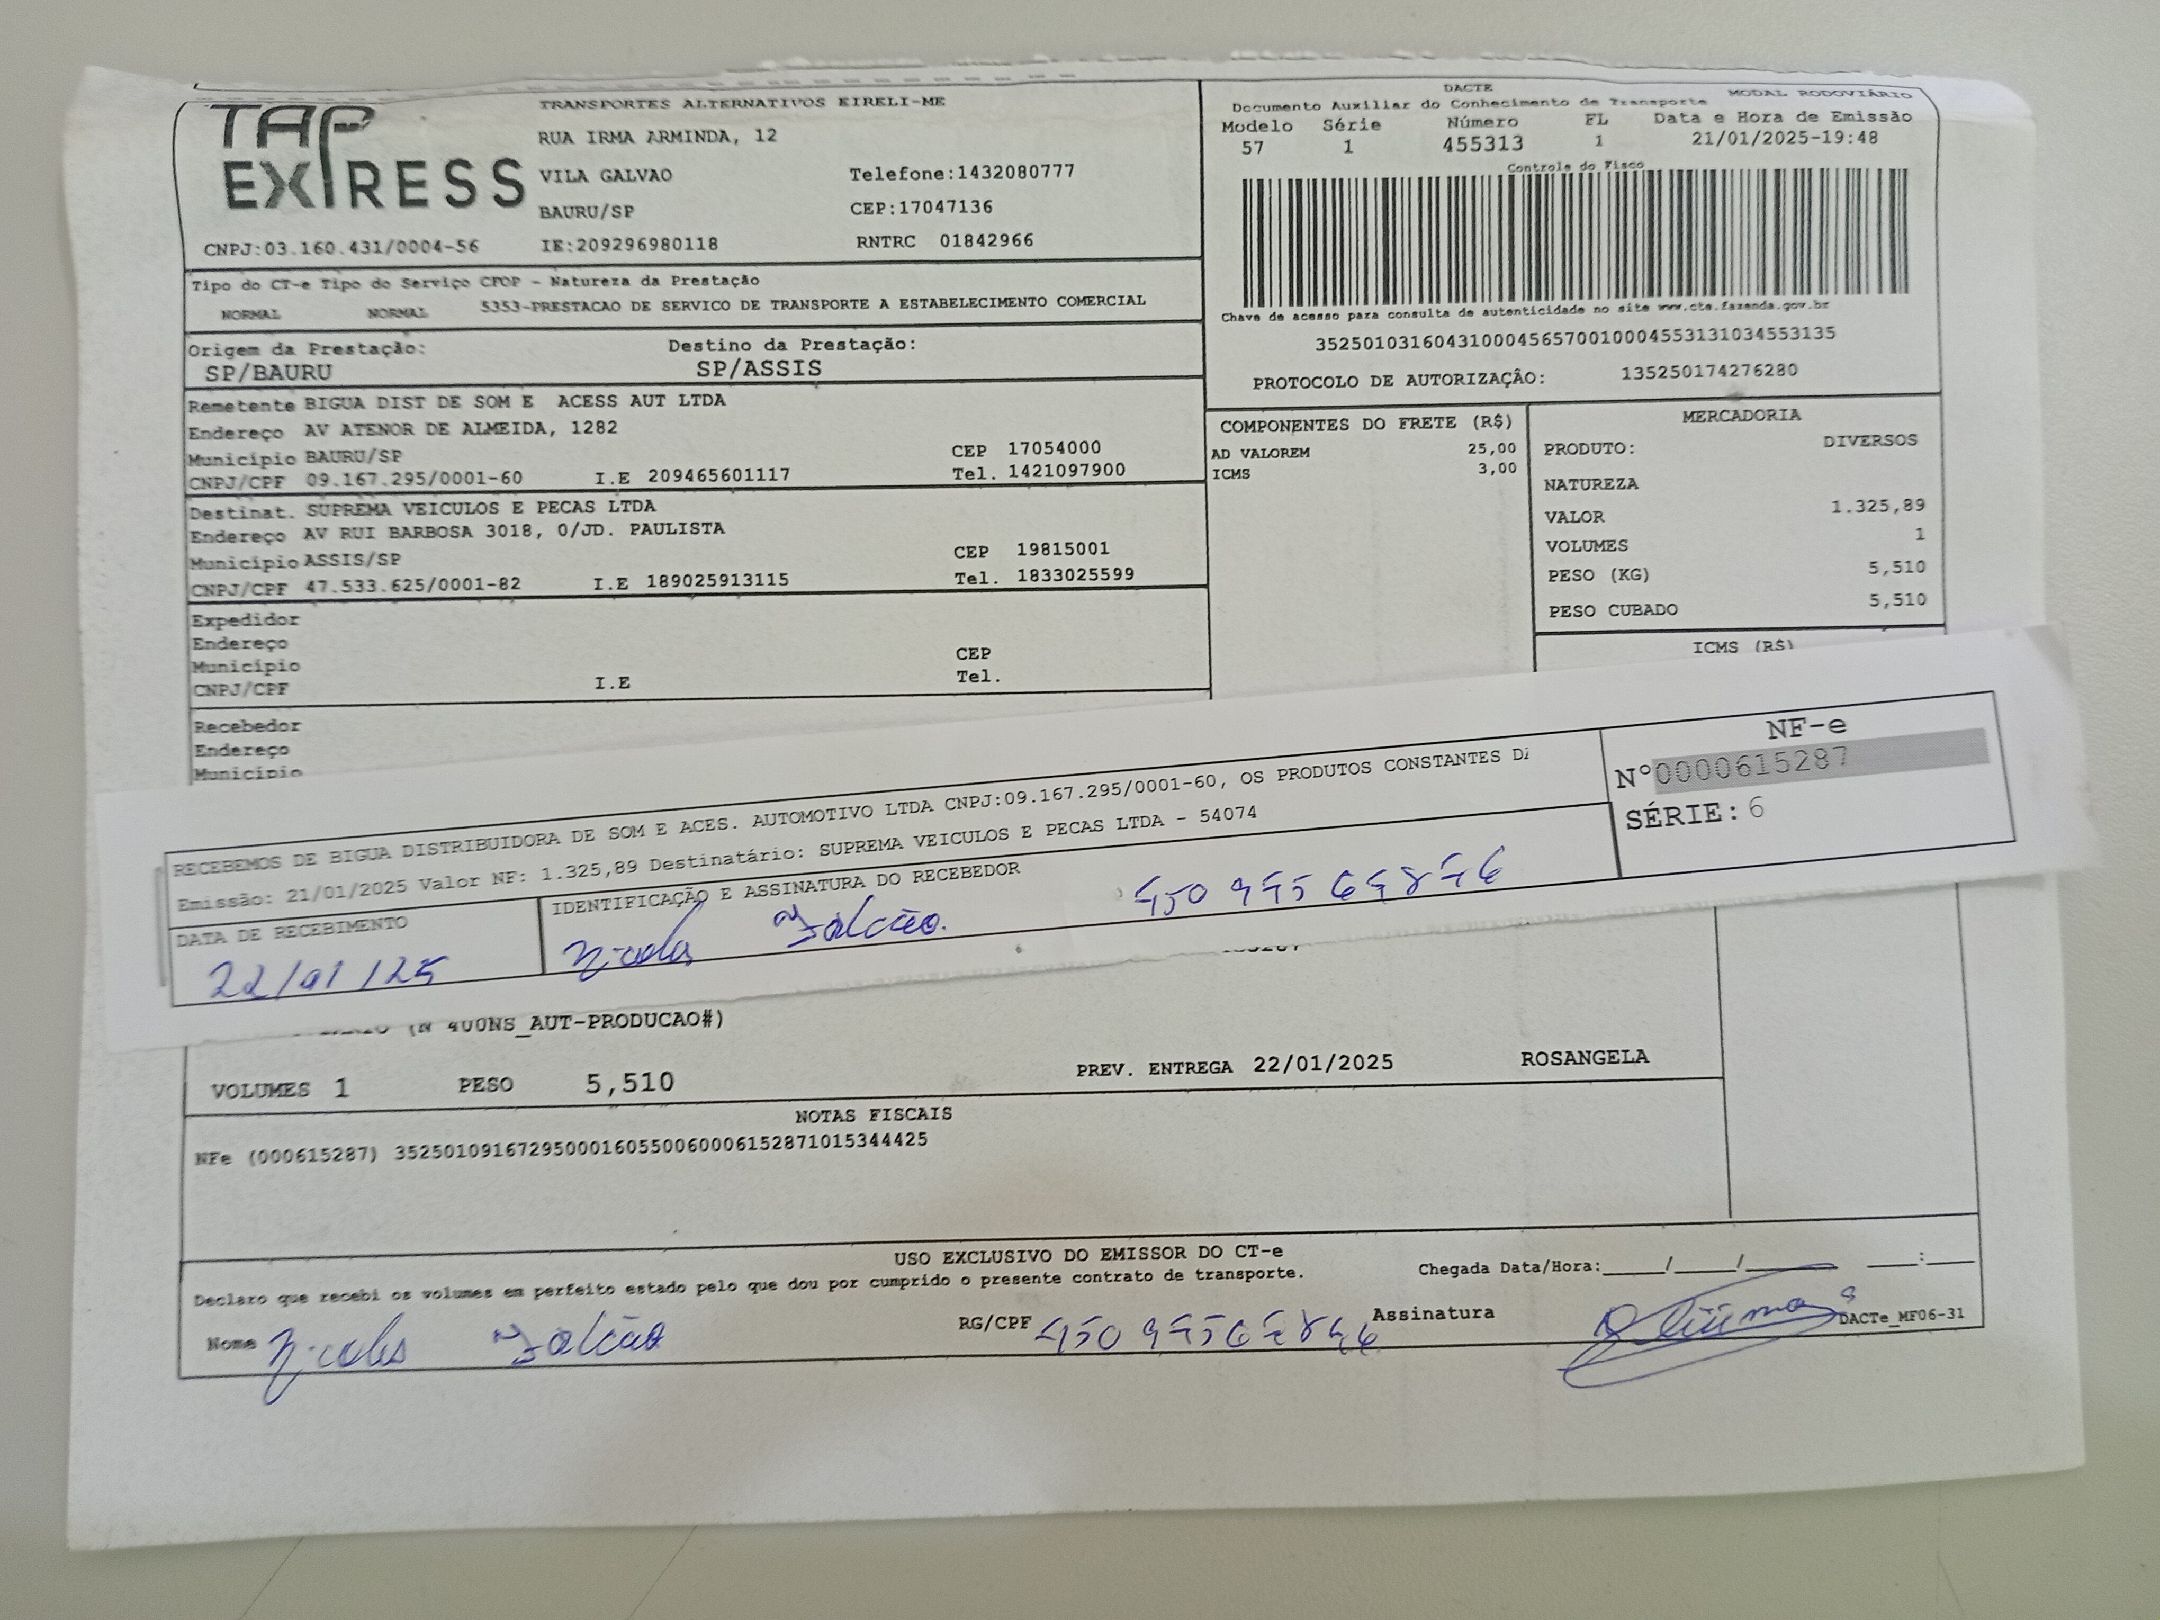 TAP EXPRESS
TRANSPORTES ALTERNATIVOS EIRELI-ME
RUA IRMA ARMINDA, 12
VILA GALVAO Telefone:1432080777
BAURU/SP CEP:17047136
CNPJ:03.160.431/0004-56 IE:209296980118 RNTRC 01842966
DACTE
Documento Auxiliar do Conhecimento de Transporte MODAL RODOVIÁRIO
Modelo Série Número FL Data e Hora de Emissão
57 1 455313 1 21/01/2025-19:48
Controle do Fisco
Chave de acesso para consulta de autenticidade no site www.cte.fazenda.gov.br
35250103160431000456570010004553131034553135
PROTOCOLO DE AUTORIZAÇÂO: 135250174276280
Tipo do CT-e Tipo do Serviço CFOP - Natureza da Prestação
NORMAL NORMAL 5353-PRESTACAO DE SERVICO DE TRANSPORTE A ESTABELECIMENTO COMERCIAL
Origem da Prestação: Destino da Prestação:
SP/BAURU SP/ASSIS
Remetente BIGUA DIST DE SOM E ACESS AUT LTDA
Endereço AV ATENOR DE ALMEIDA, 1282
Município BAURU/SP CEP 17054000
CNPJ/CPF 09.167.295/0001-60 I.E 209465601117 Tel. 1421097900
Destinat. SUPREMA VEICULOS E PECAS LTDA
Endereço AV RUI BARBOSA 3018, 0/JD. PAULISTA
Município ASSIS/SP CEP 19815001
CNPJ/CPF 47.533.625/0001-82 I.E 189025913115 Tel. 1833025599
Expedidor
Endereço
Município CEP
CNPJ/CPF I.E Tel.
Recebedor
Endereço
Município
COMPONENTES DO FRETE (R$)
AD VALOREM 25,00
ICMS 3,00
MERCADORIA
PRODUTO: DIVERSOS
NATUREZA
VALOR 1.325,89
VOLUMES 1
PESO (KG) 5,510
PESO CUBADO 5,510
ICMS (R$)
RECEBEMOS DE BIGUA DISTRIBUIDORA DE SOM E ACES. AUTOMOTIVO LTDA CNPJ:09.167.295/0001-60, OS PRODUTOS CONSTANTES
Emissão: 21/01/2025 Valor NF: 1.325,89 Destinatário: SUPREMA VEICULOS E PECAS LTDA - 54074
DATA DE RECEBIMENTO IDENTIFICAÇÃO E ASSINATURA DO RECEBEDOR
22/01/25 Falcão.
NF-e
Nº0000615287
SÉRIE: 6
(N 400NS_AUT-PRODUCAO#)
VOLUMES 1 PESO 5,510 PREV. ENTREGA 22/01/2025 ROSANGELA
NOTAS FISCAIS
NFe (000615287) 35250109167295000160550060006152871015344425
USO EXCLUSIVO DO EMISSOR DO CT-e
Declaro que recebi os volumes em perfeito estado pelo que dou por cumprido o presente contrato de transporte. Chegada Data/Hora:_____/_____/________ ____:____
Nome Falcão RG/CPF Assinatura DACTe_MF06-31